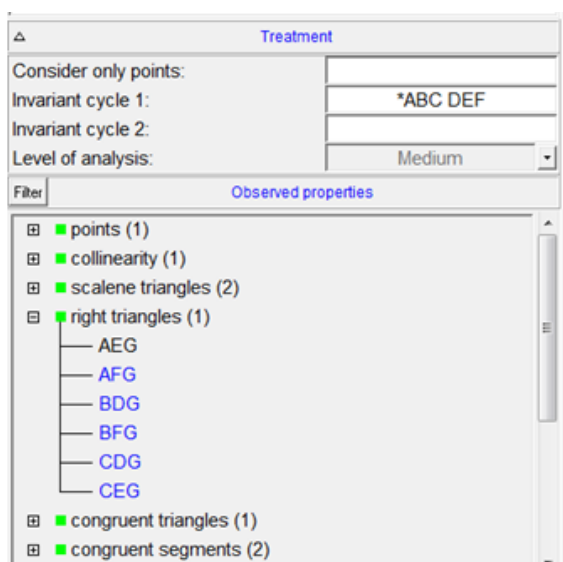 Treatment
Consider only points:
Invariant cycle 1: *ABC DEF
Invariant cycle 2:
Level of analysis: Medium
Filter Observed properties
points (1)
collinearity (1)
scalene triangles (2)
right triangles (1)
AEG
AFG
BDG
BFG
CDG
CEG
congruent triangles (1)
congruent segments (2)